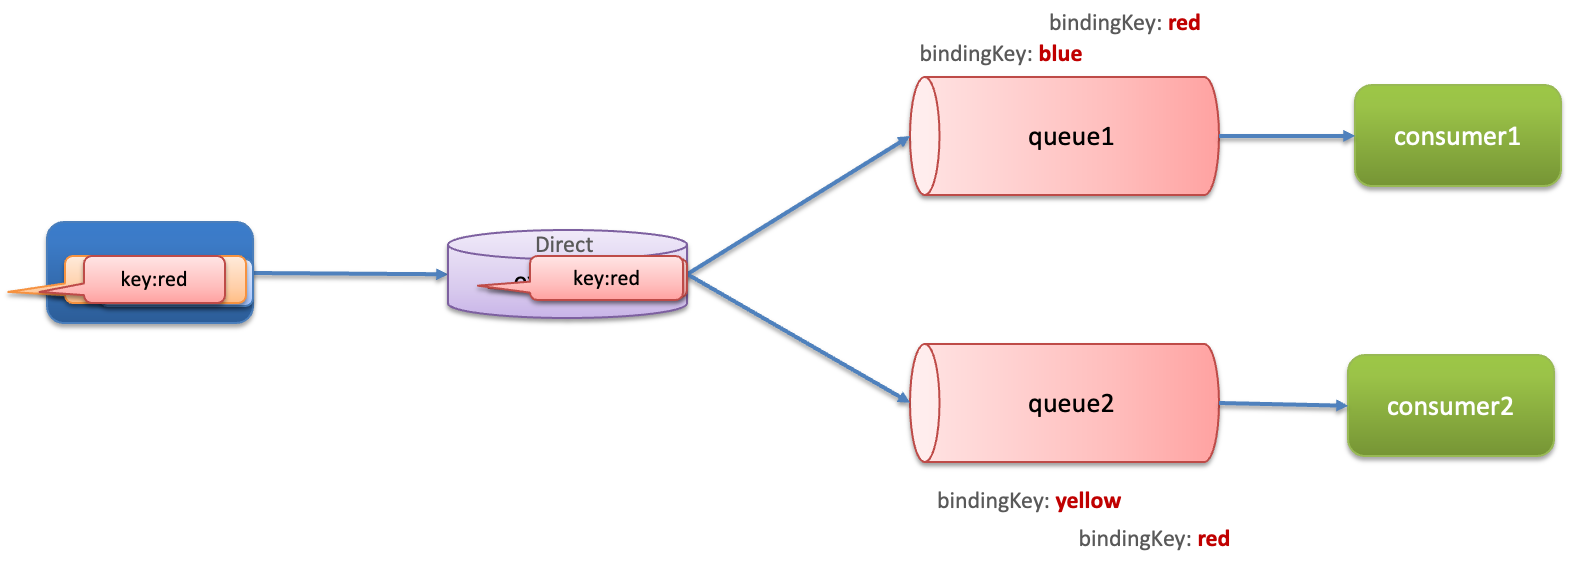 bindingKey: red
bindingKey: blue
queue1
consumer1
Direct
key:red
key:red
queue2
consumer2
bindingKey: yellow
bindingKey: red